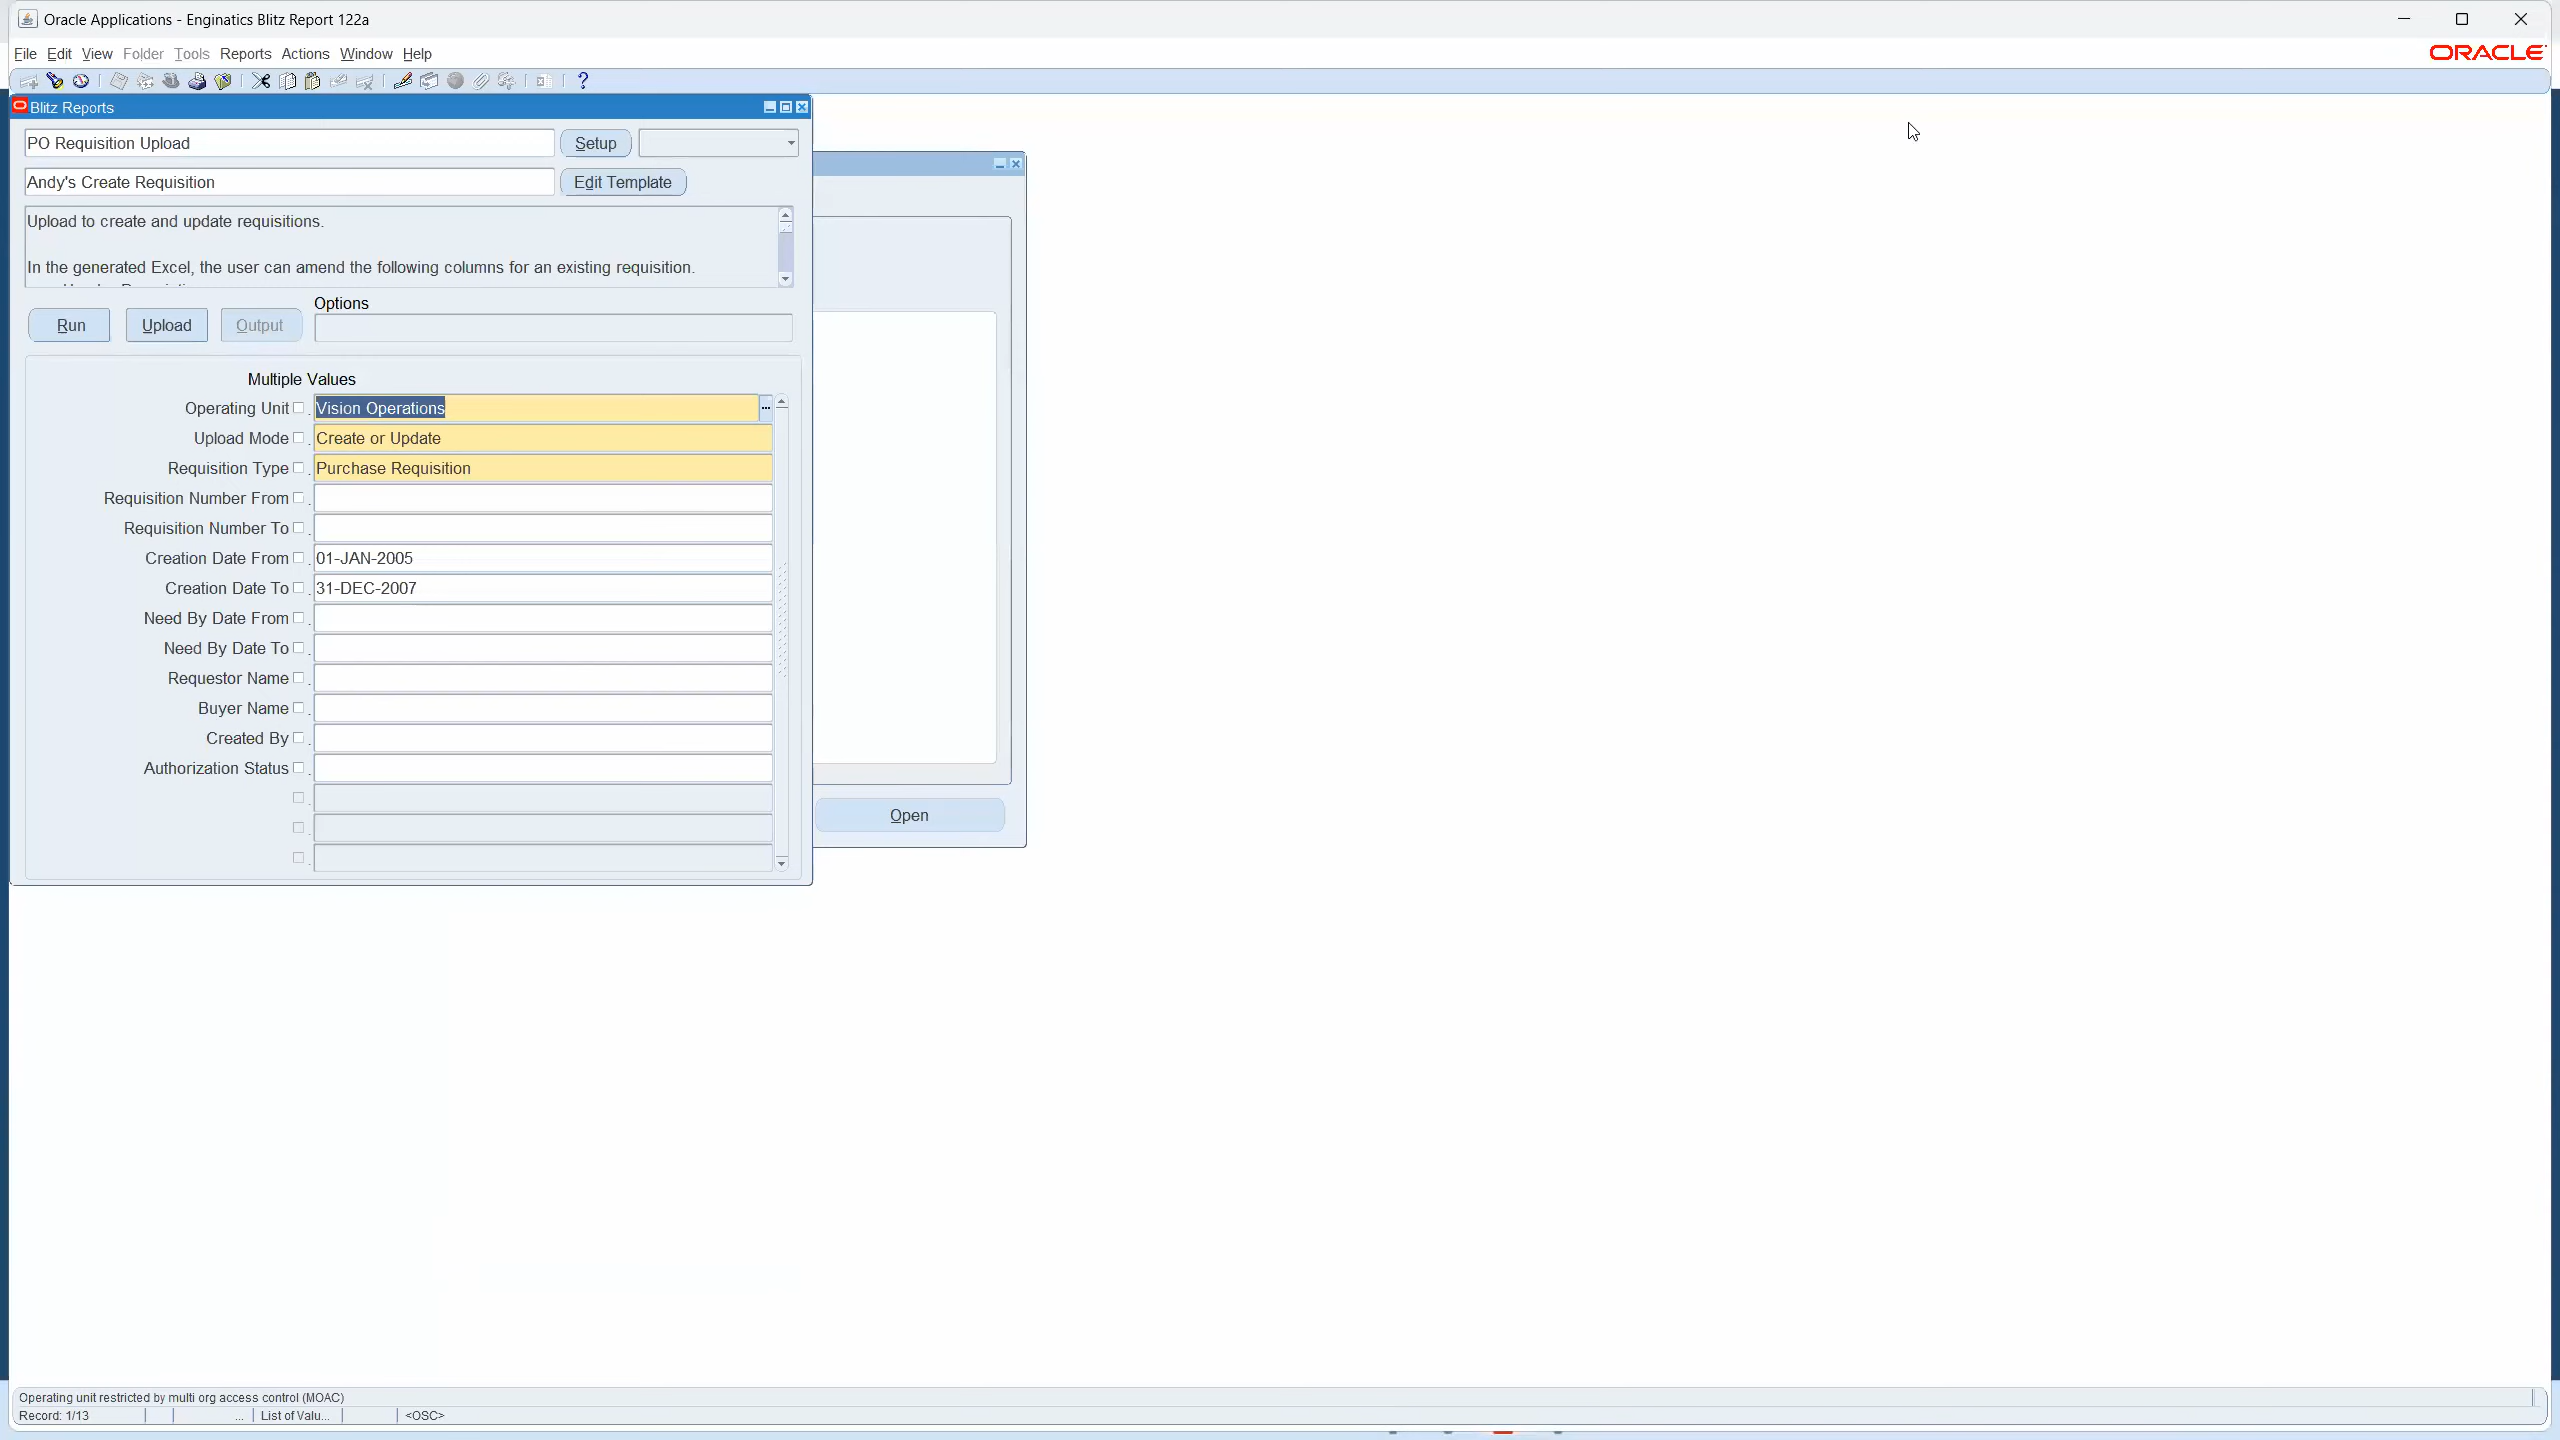 Oracle Applications - Enginatics Blitz Report 122a
File Edit View Folder Tools Reports Actions Window Help
ORACLE
Blitz Reports
PO Requisition Upload
Setup
Andy's Create Requisition
Edit Template
Upload to create and update requisitions.
In the generated Excel, the user can amend the following columns for an existing requisition.
Options
Run Upload Output
Multiple Values
Operating Unit Vision Operations
Upload Mode Create or Update
Requisition Type Purchase Requisition
Requisition Number From
Requisition Number To
Creation Date From 01-JAN-2005
Creation Date To 31-DEC-2007
Need By Date From
Need By Date To
Requestor Name
Buyer Name
Created By
Authorization Status
Open
Operating unit restricted by multi org access control (MOAC)
Record: 1/13 ... List of Valu... <OSC>